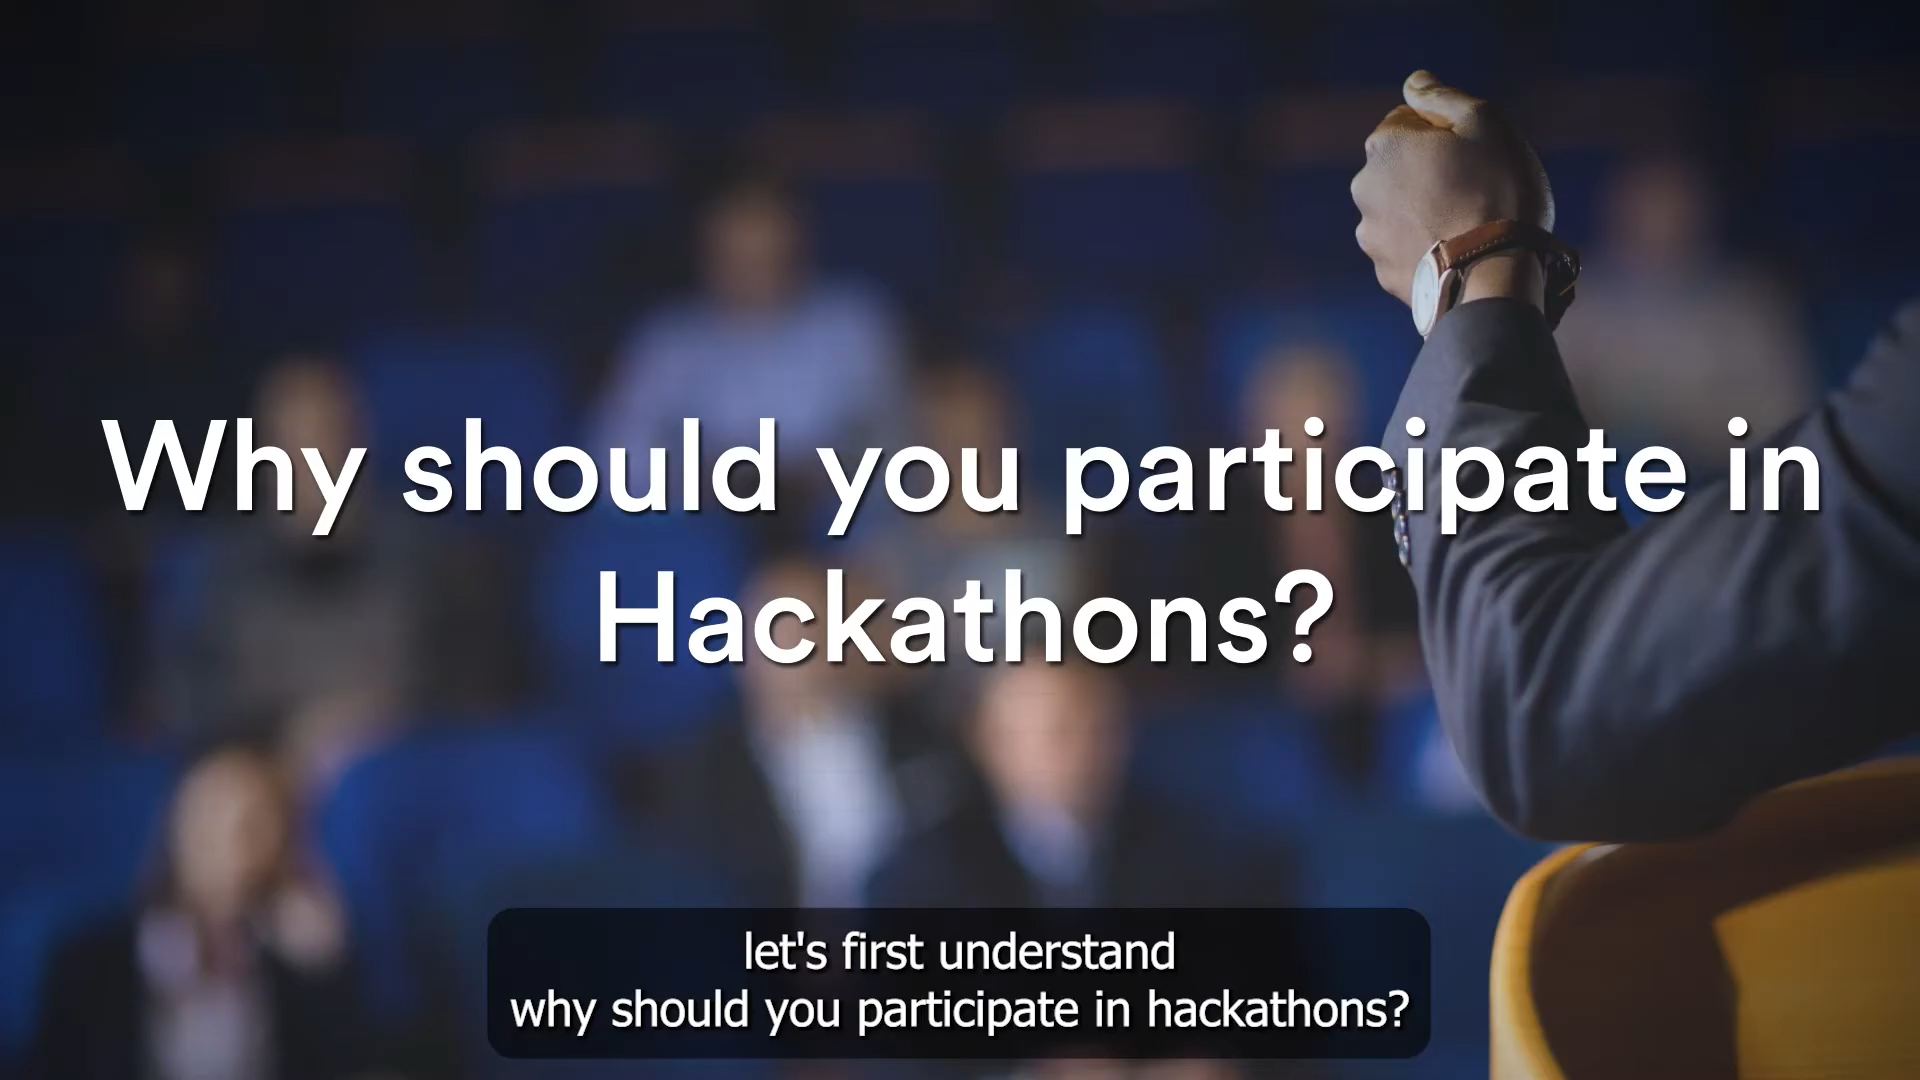 Why should you participate in
Hackathons?
let's first understand
why should you participate in hackathons?